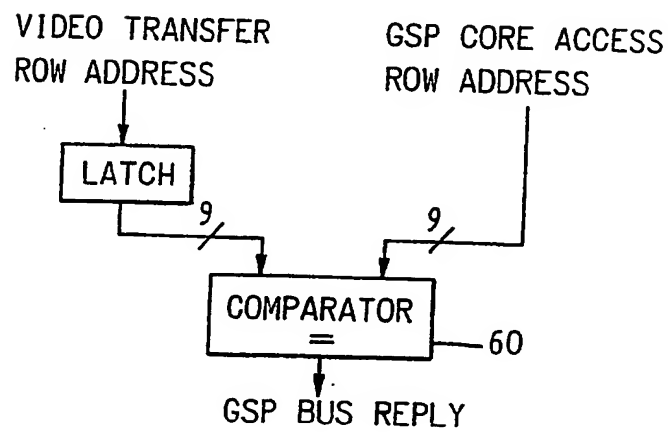 VIDEO TRANSFER
ROW ADDRESS
GSP CORE ACCESS
ROW ADDRESS
LATCH
9
9
COMPARATOR
=
60
GSP BUS REPLY